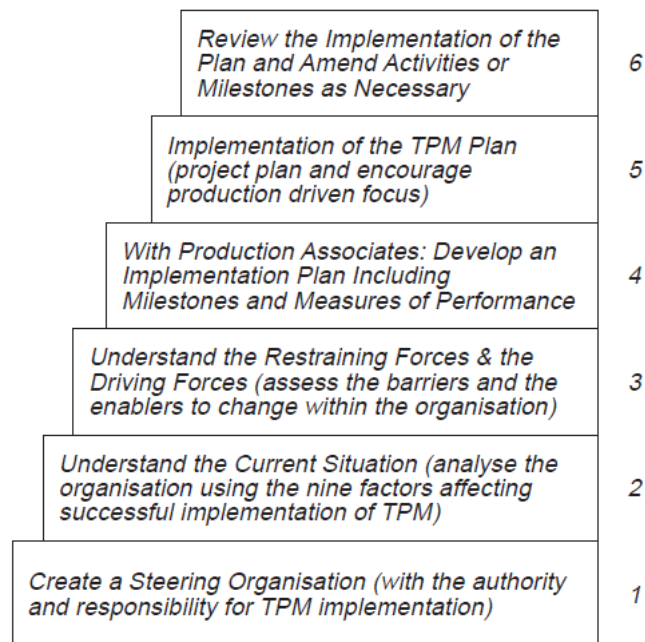 Review the Implementation of the
Plan and Amend Activities or
Milestones as Necessary
6
Implementation of the TPM Plan
(project plan and encourage
production driven focus)
5
With Production Associates: Develop an
Implementation Plan Including
Milestones and Measures of Performance
4
Understand the Restraining Forces & the
Driving Forces (assess the barriers and the
enablers to change within the organisation)
3
Understand the Current Situation (analyse the
organisation using the nine factors affecting
successful implementation of TPM)
2
Create a Steering Organisation (with the authority
and responsibility for TPM implementation)
1